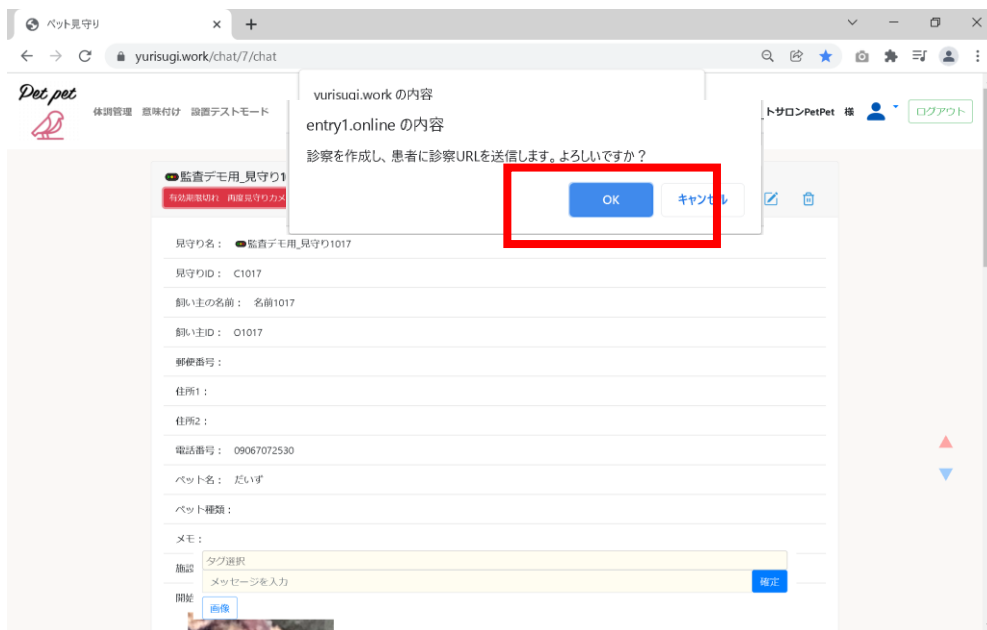 ペット見守り
yurisugi.work/chat/7/chat
Pet pet
体調管理 意味付け 設置テストモード
トサロンPetPet 様
ログアウト
yurisugi.work の内容
entry1.online の内容
診察を作成し、患者に診察URLを送信します。よろしいですか？
OK
キャンセル
監査デモ用_見守り1
有効期限切れ 再度見守りカメ
見守り名： 監査デモ用_見守り1017
見守りID： C1017
飼い主の名前： 名前1017
飼い主ID： O1017
郵便番号：
住所1：
住所2：
電話番号： 09067072530
ペット名： だいず
ペット種類：
メモ：
施設
タグ選択
メッセージを入力
確定
開始
画像